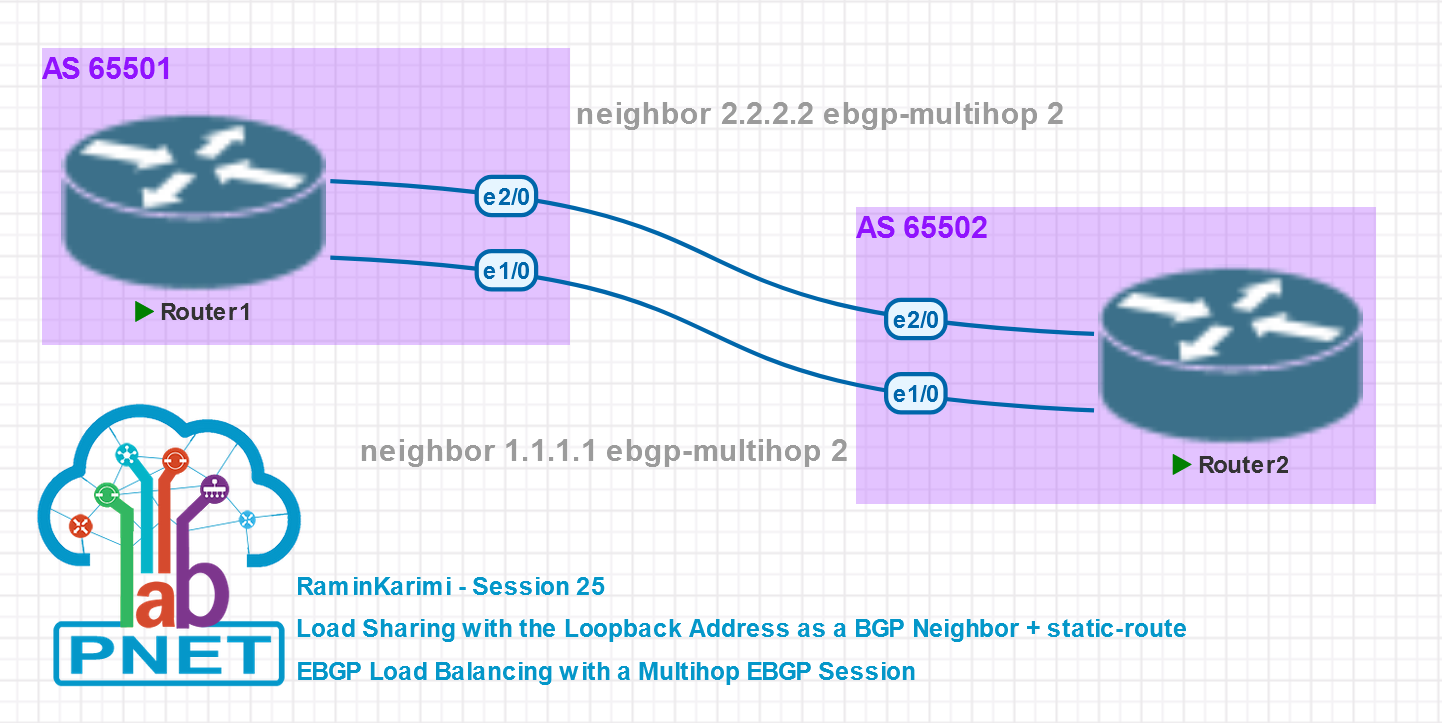 AS 65501
neighbor 2.2.2.2 ebgp-multihop 2
e2/0
e1/0
Router1
AS 65502
e2/0
e1/0
Router2
neighbor 1.1.1.1 ebgp-multihop 2
lab
PNET
RaminKarimi - Session 25
Load Sharing with the Loopback Address as a BGP Neighbor + static-route
EBGP Load Balancing with a Multihop EBGP Session